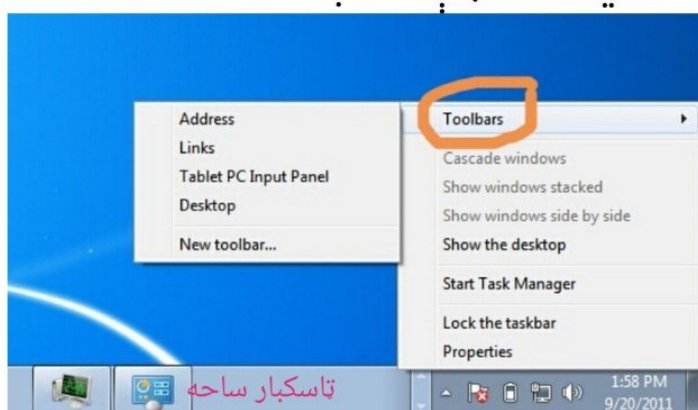 Address
Links
Tablet PC Input Panel
Desktop
New toolbar...
Toolbars
Cascade windows
Show windows stacked
Show windows side by side
Show the desktop
Start Task Manager
Lock the taskbar
Properties
ټاسکبار ساحه
1:58 PM
9/20/2011